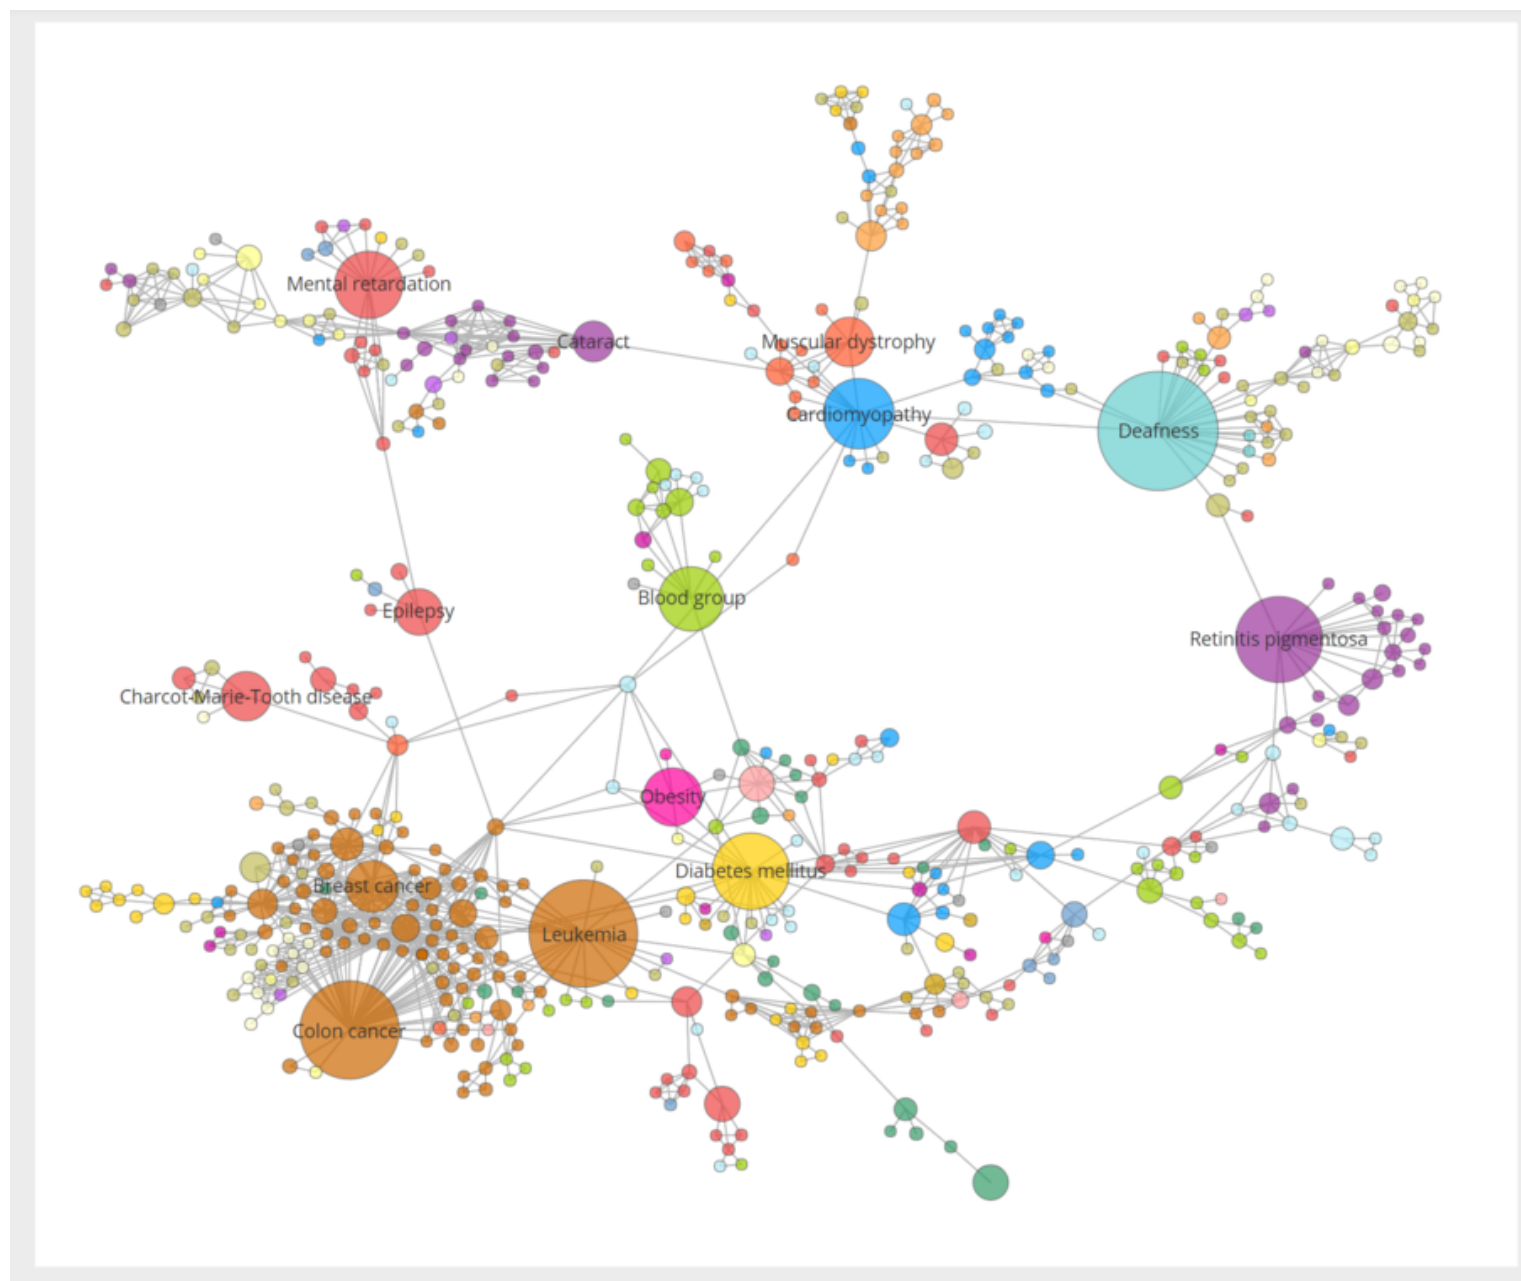 Mental retardation
Cataract
Muscular dystrophy
Cardiomyopathy
Deafness
Blood group
Epilepsy
Retinitis pigmentosa
Charcot-Marie-Tooth disease
Obesity
Diabetes mellitus
Breast cancer
Leukemia
Colon cancer